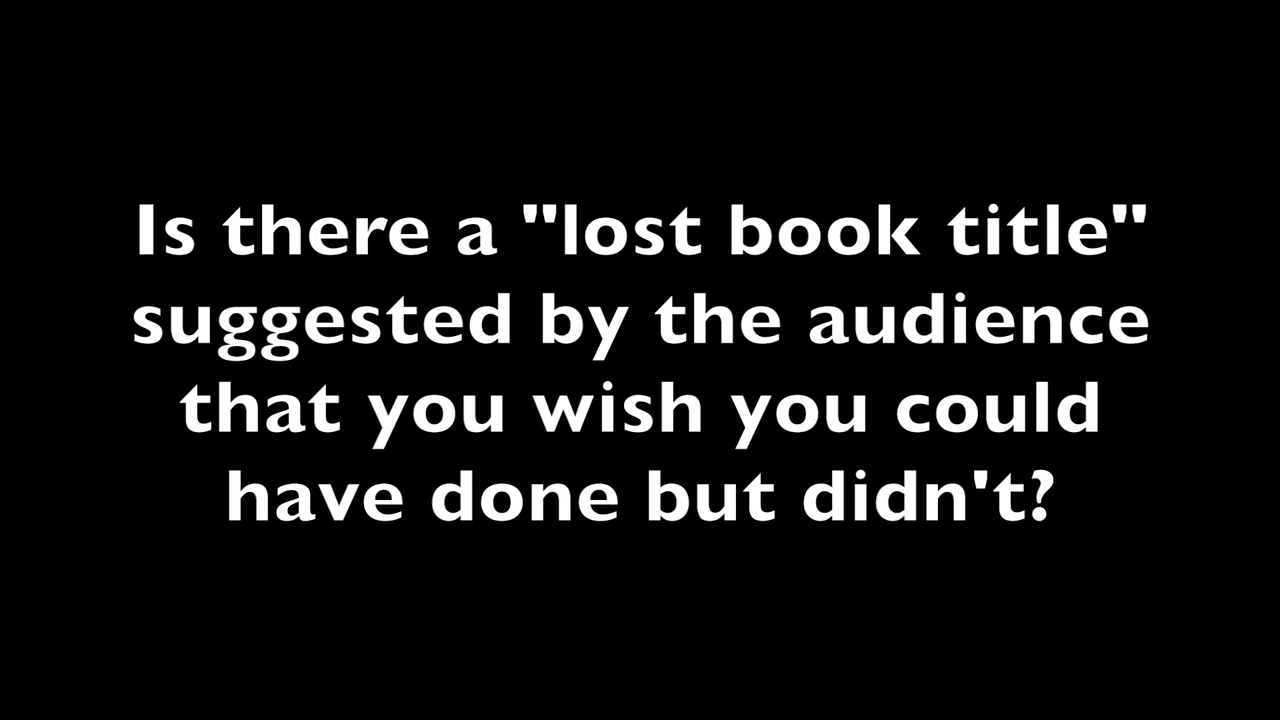 Is there a "lost book title"
suggested by the audience
that you wish you could
have done but didn't?